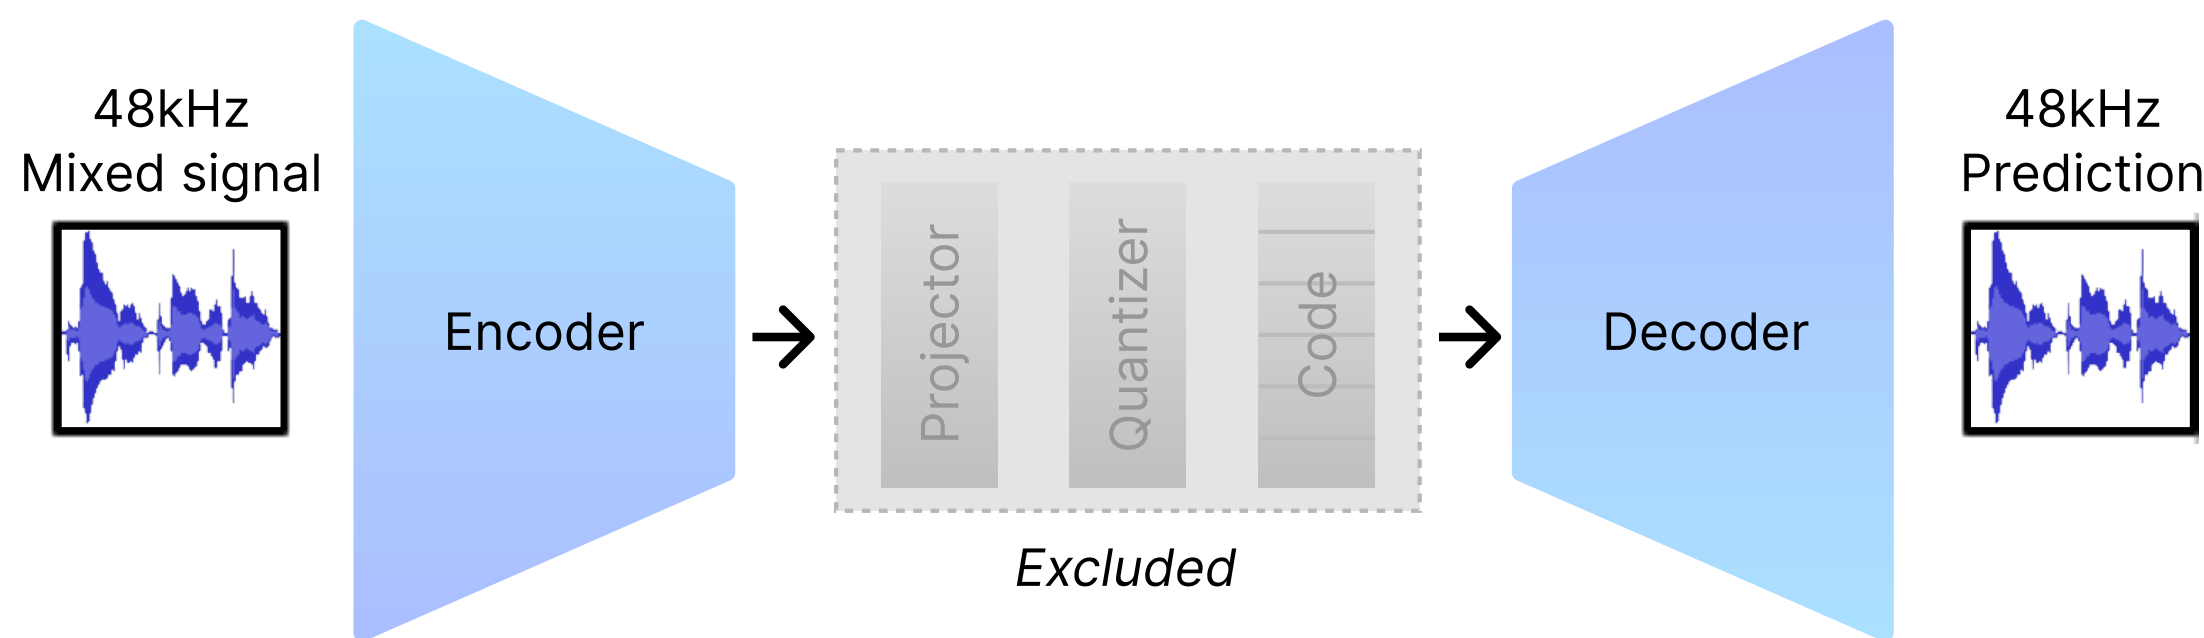 48kHz
Mixed signal
Encoder
Projector
Quantizer
Code
Excluded
Decoder
48kHz
Prediction